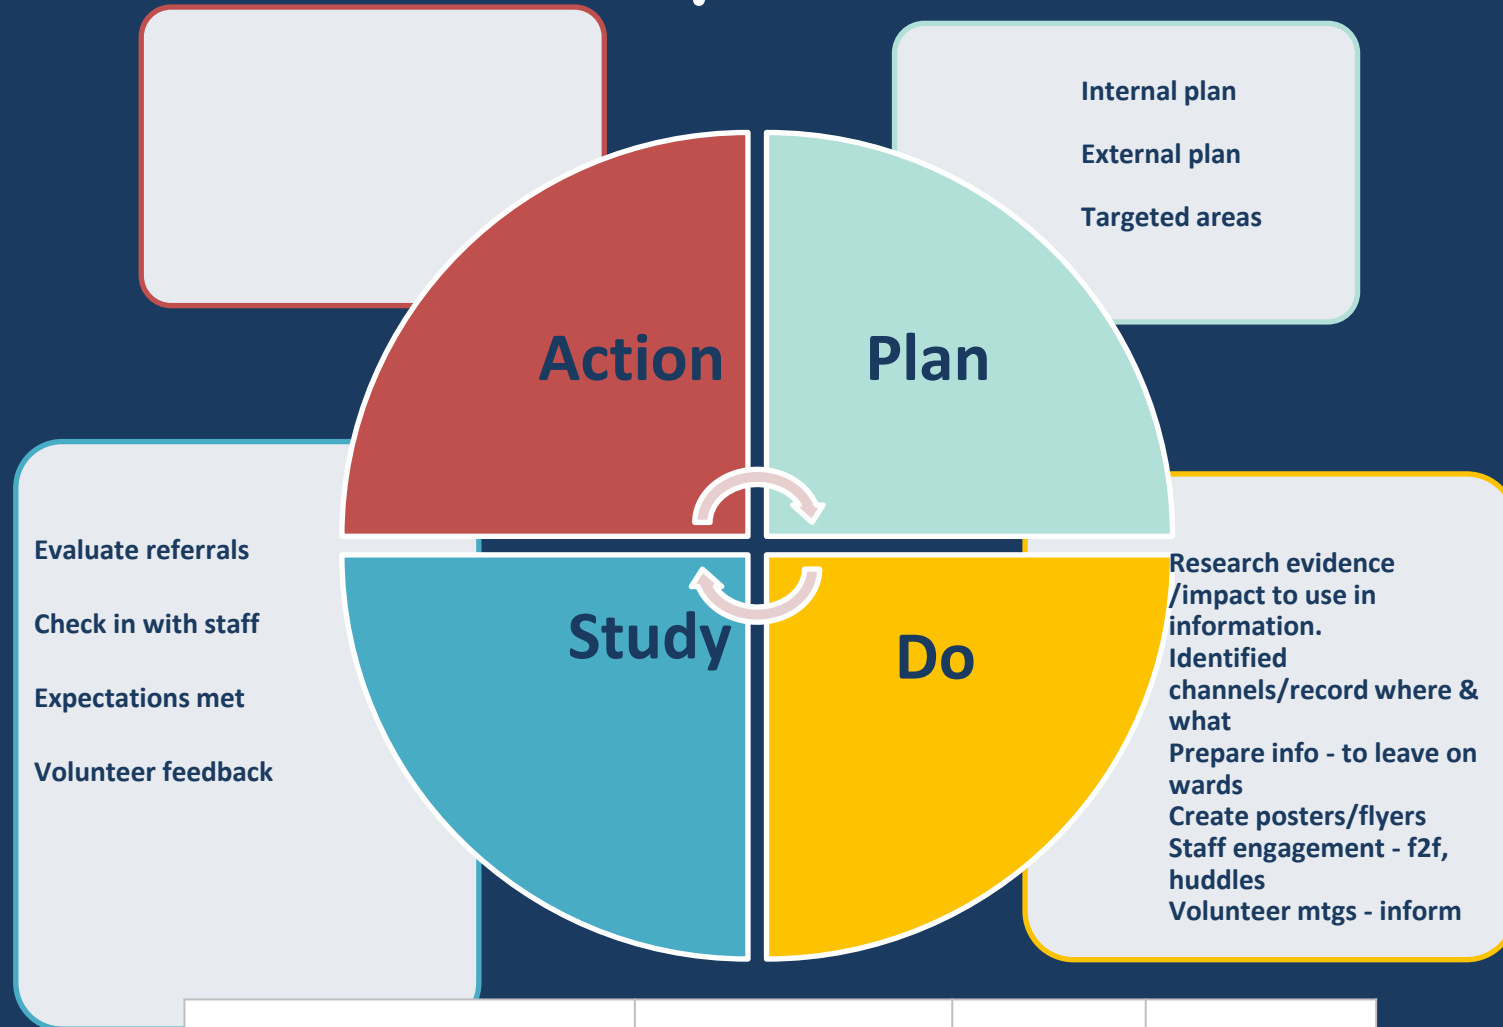 Internal plan
External plan
Targeted areas
Action
Plan
Evaluate referrals
Check in with staff
Expectations met
Volunteer feedback
Study
Do
Research evidence
/impact to use in
information.
Identified
channels/record where &
what
Prepare info - to leave on
wards
Create posters/flyers
Staff engagement - f2f,
huddles
Volunteer mtgs - inform